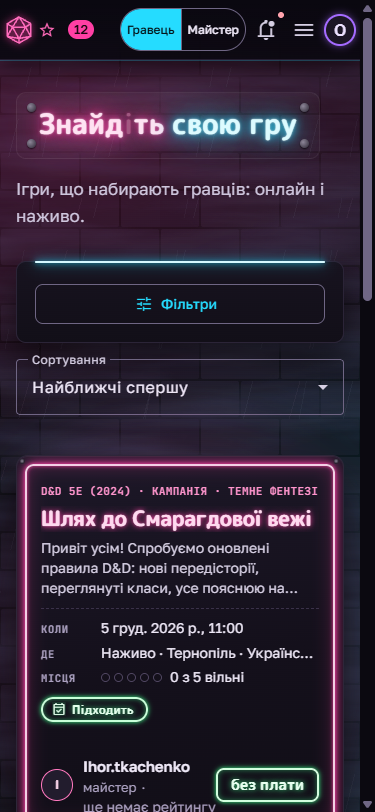 12
Гравець Майстер
О
Знайдіть свою гру
Ігри, що набирають гравців: онлайн і
наживо.
Фільтри
Сортування
Найближчі спершу
D&D 5E (2024) · КАМПАНІЯ · ТЕМНЕ ФЕНТЕЗІ
Шлях до Смарагдової вежі
Привіт усім! Спробуємо оновлені
правила D&D: нові передісторії,
переглянуті класи, усе пояснюю на...
КОЛИ 5 груд. 2026 р., 11:00
ДЕ Наживо · Тернопіль · Українс...
МІСЦЯ 0 з 5 вільні
Підходить
I
Ihor.tkachenko
майстер ·
ще немає рейтингу
без плати